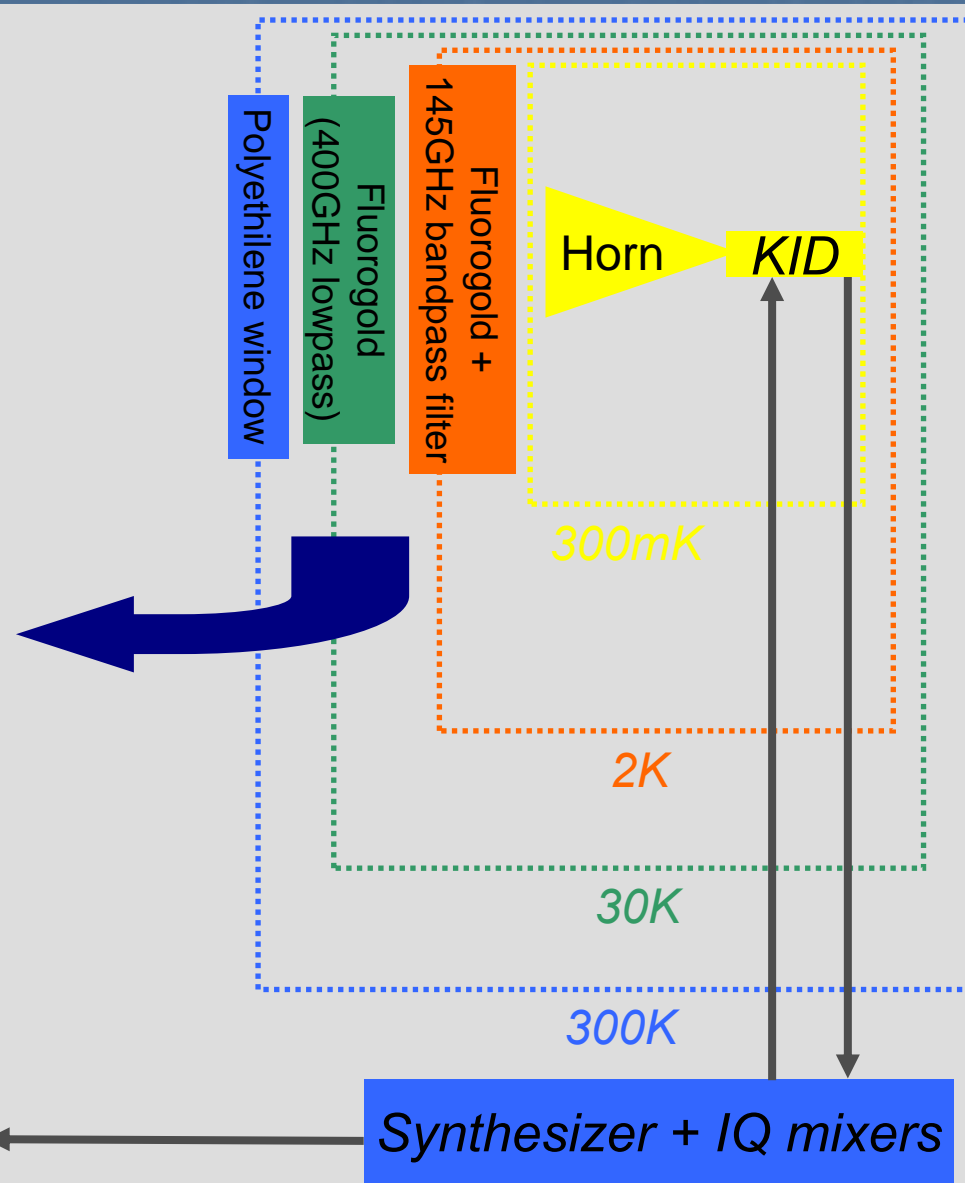 Polyethilene window
Fluorogold
(400GHz lowpass)
Fluorogold +
145GHz bandpass filter
Horn
KID
300mK
2K
30K
300K
Synthesizer + IQ mixers